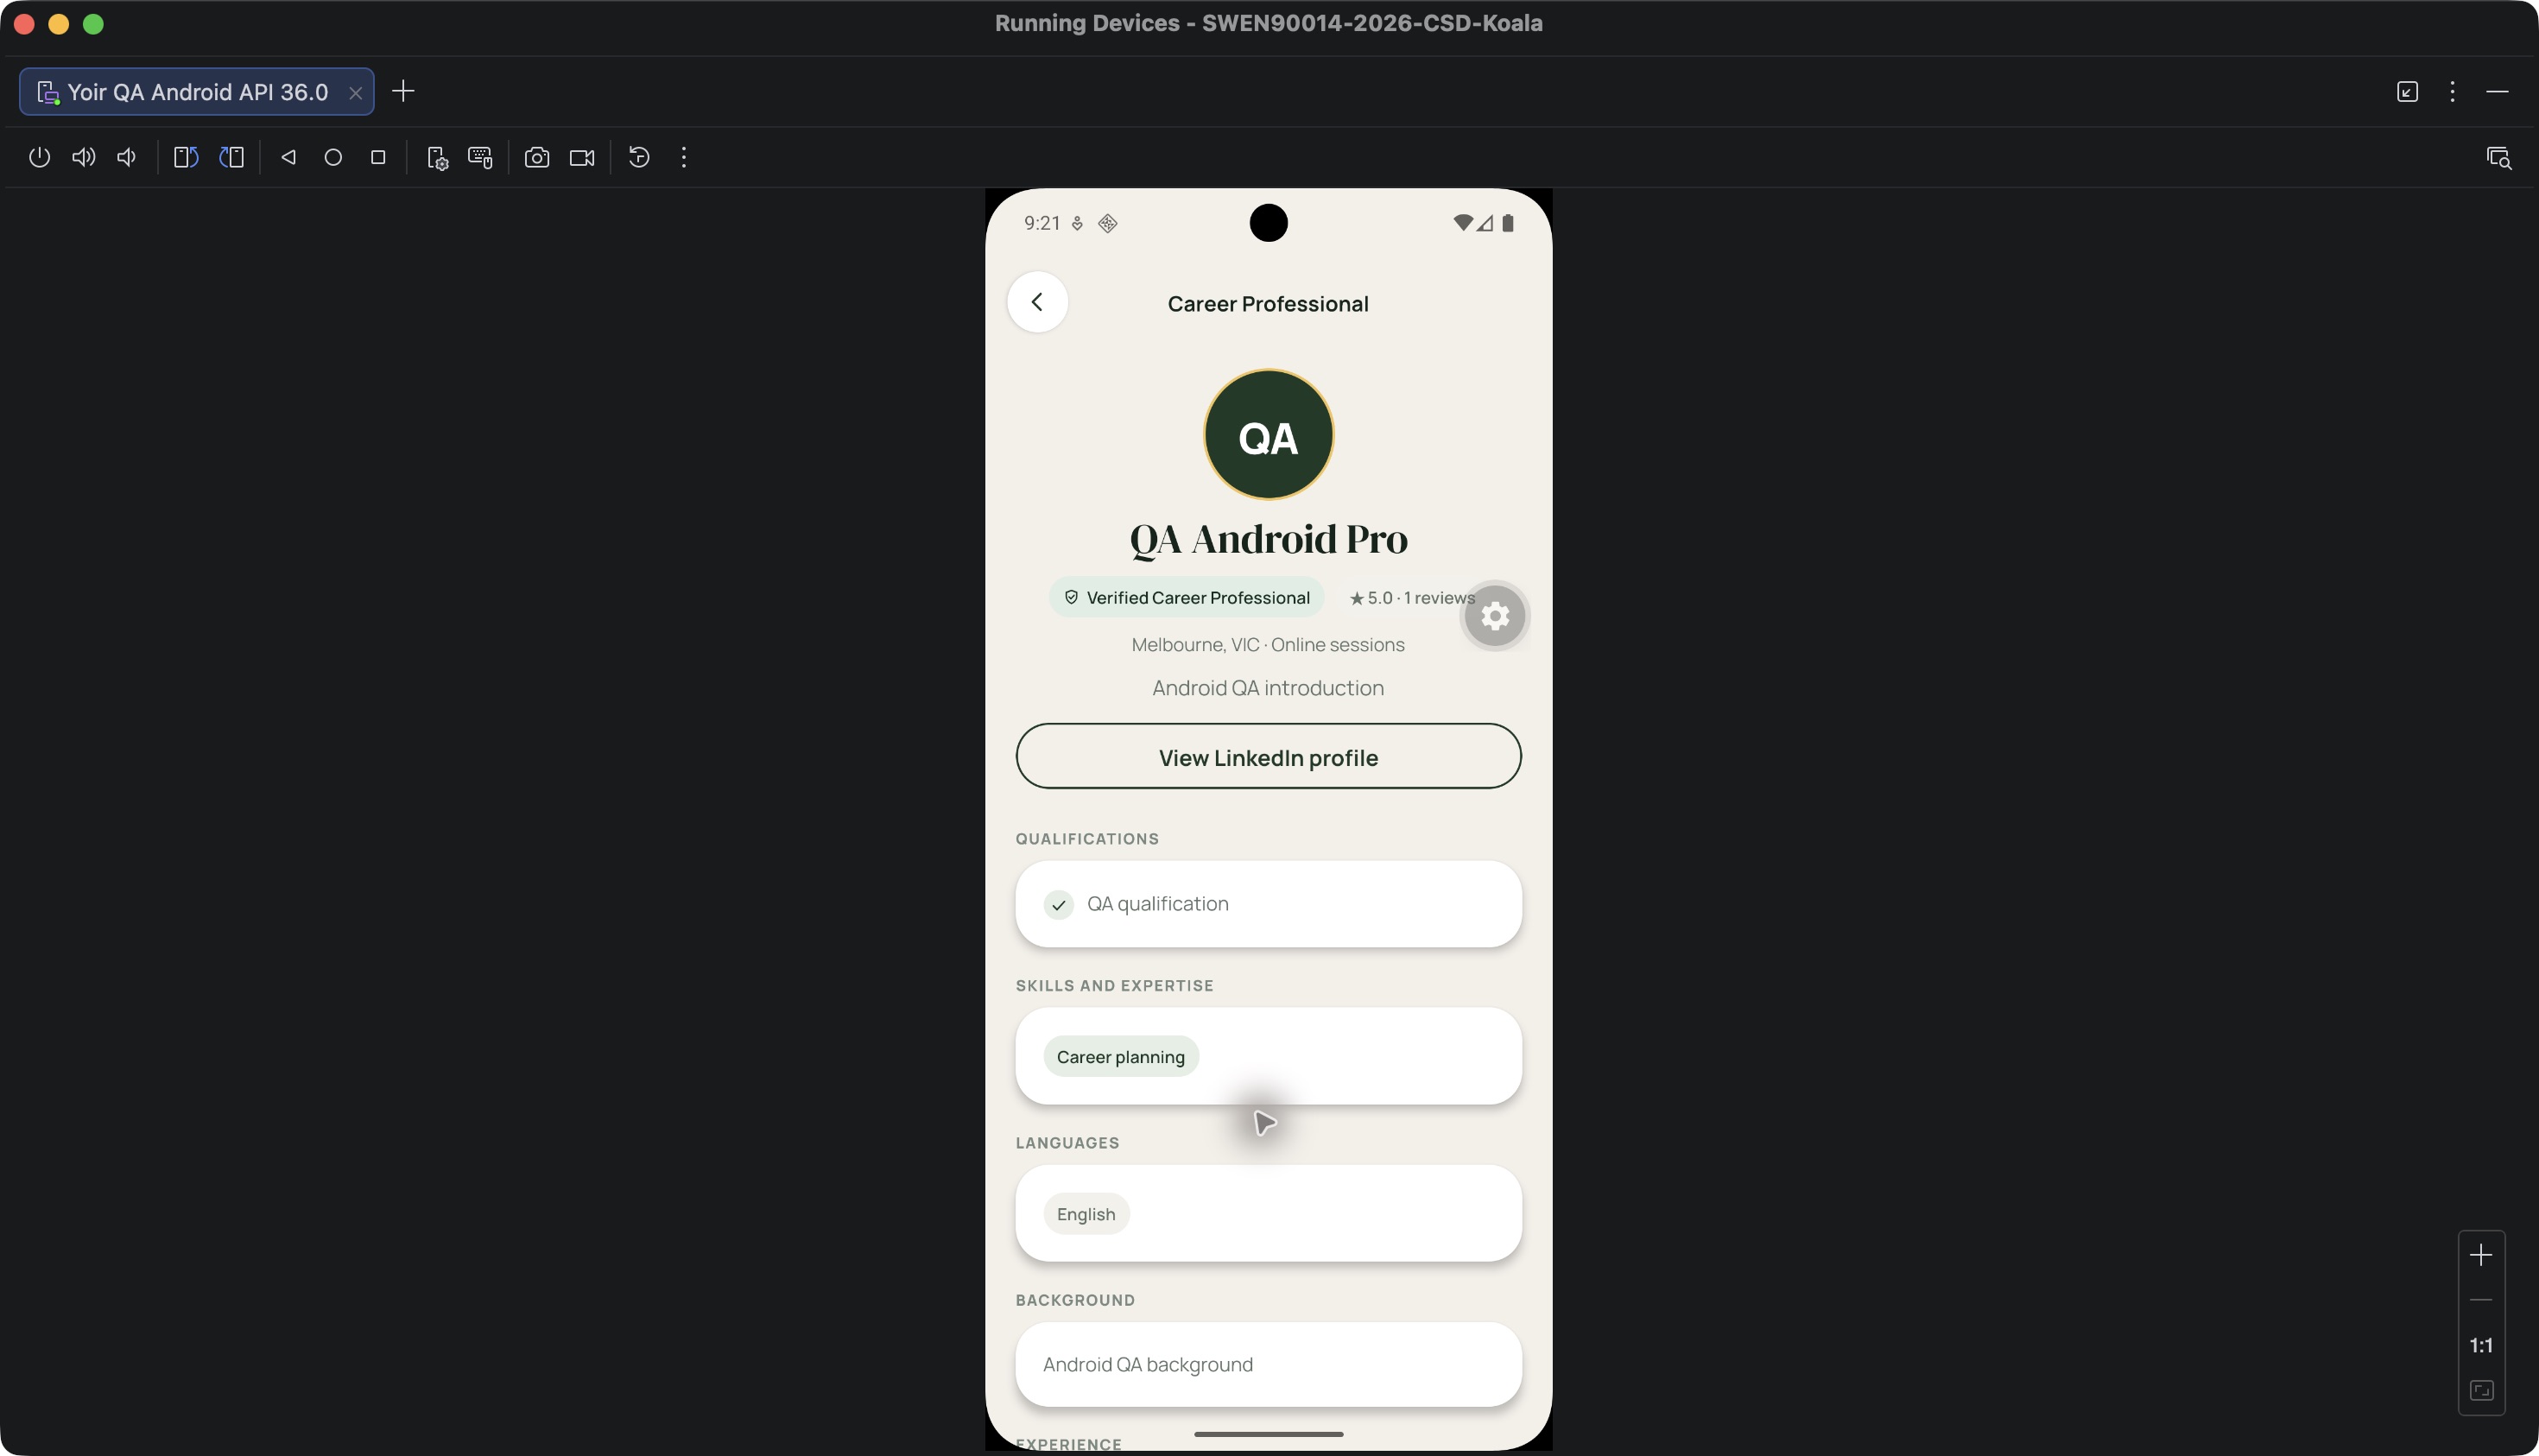 Running Devices - SWEN90014-2026-CSD-Koala
Yoir QA Android API 36.0
9:21
Career Professional
QA
QA Android Pro
Verified Career Professional ★ 5.0 · 1 reviews
Melbourne, VIC · Online sessions
Android QA introduction
View LinkedIn profile
QUALIFICATIONS
QA qualification
SKILLS AND EXPERTISE
Career planning
LANGUAGES
English
BACKGROUND
Android QA background
EXPERIENCE
1:1